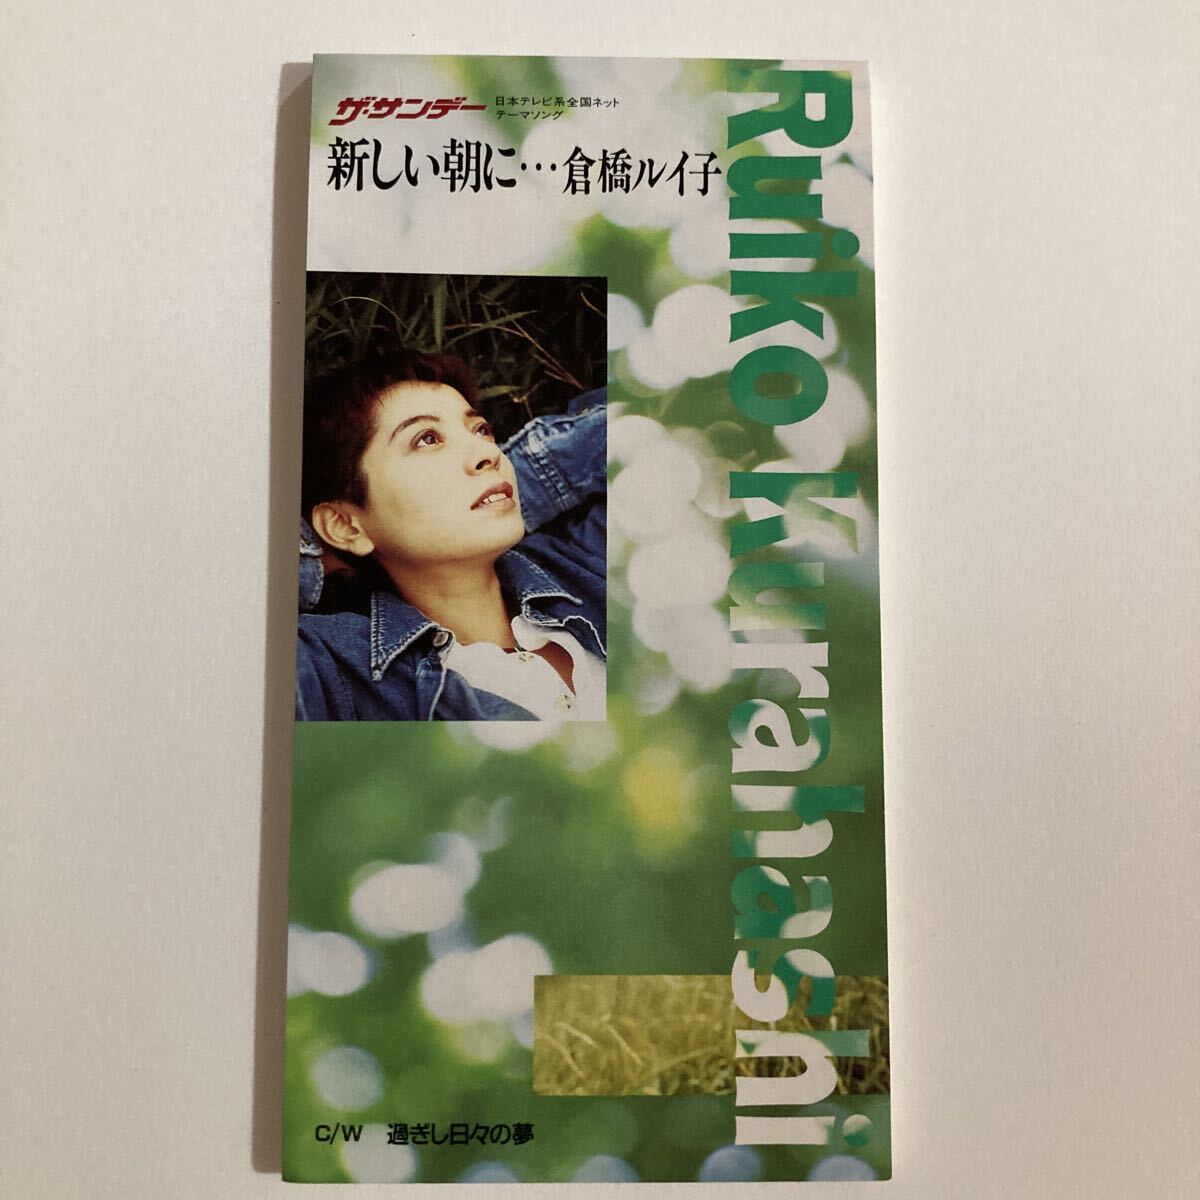 ザ・サンデー 日本テレビ系全国ネット
テーマソング
新しい朝に…倉橋ルイ子
Ruiko Kurahashi
C/W 過ぎし日々の夢